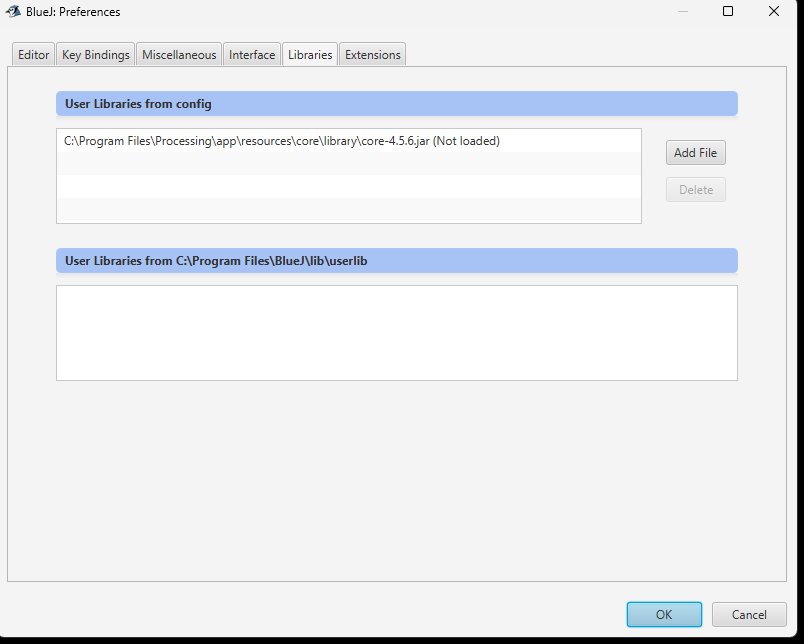 BlueJ: Preferences
Editor Key Bindings Miscellaneous Interface Libraries Extensions
User Libraries from config
C:\Program Files\Processing\app\resources\core\library\core-4.5.6.jar (Not loaded)
Add File
Delete
User Libraries from C:\Program Files\BlueJ\lib\userlib
OK Cancel